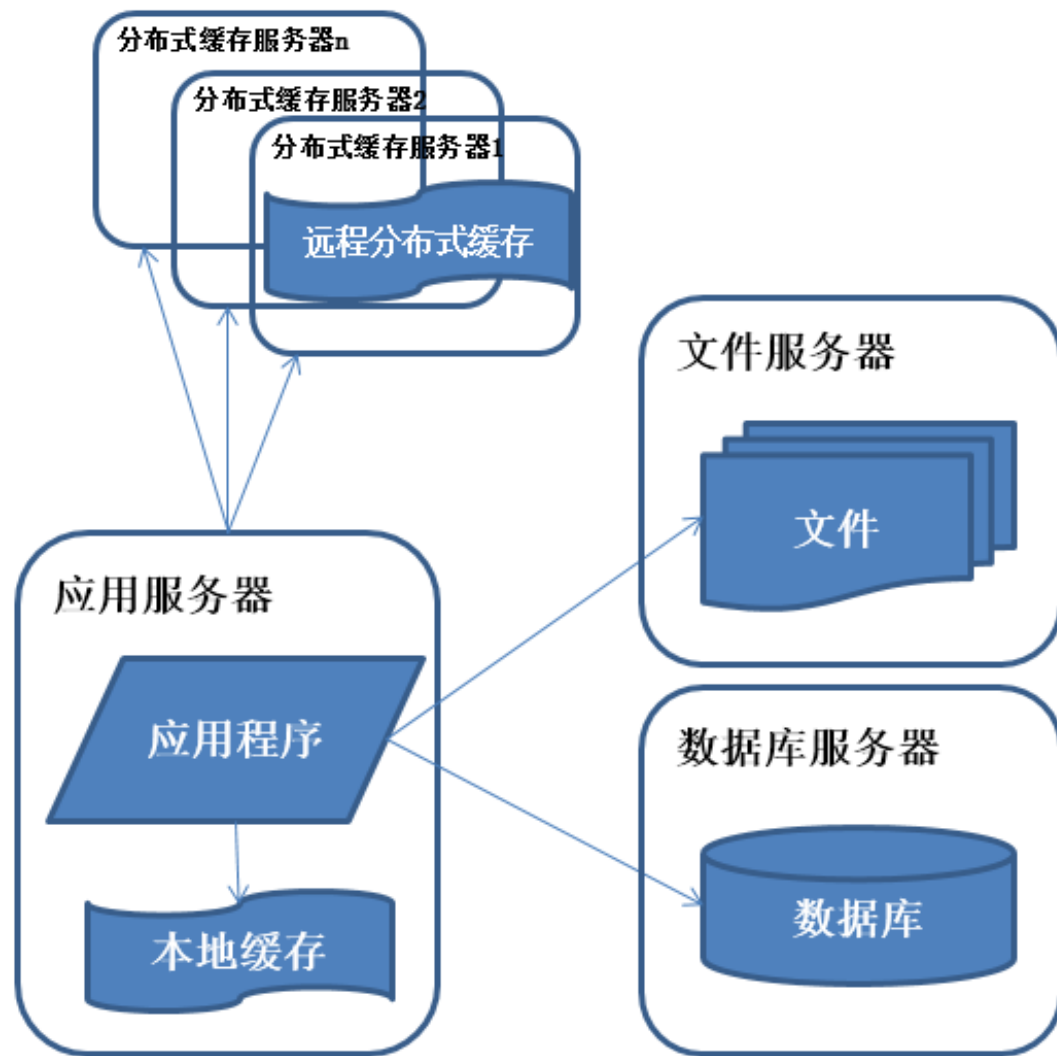 分布式缓存服务器n
分布式缓存服务器2
分布式缓存服务器1
远程分布式缓存
文件服务器
文件
应用服务器
应用程序
本地缓存
数据库服务器
数据库